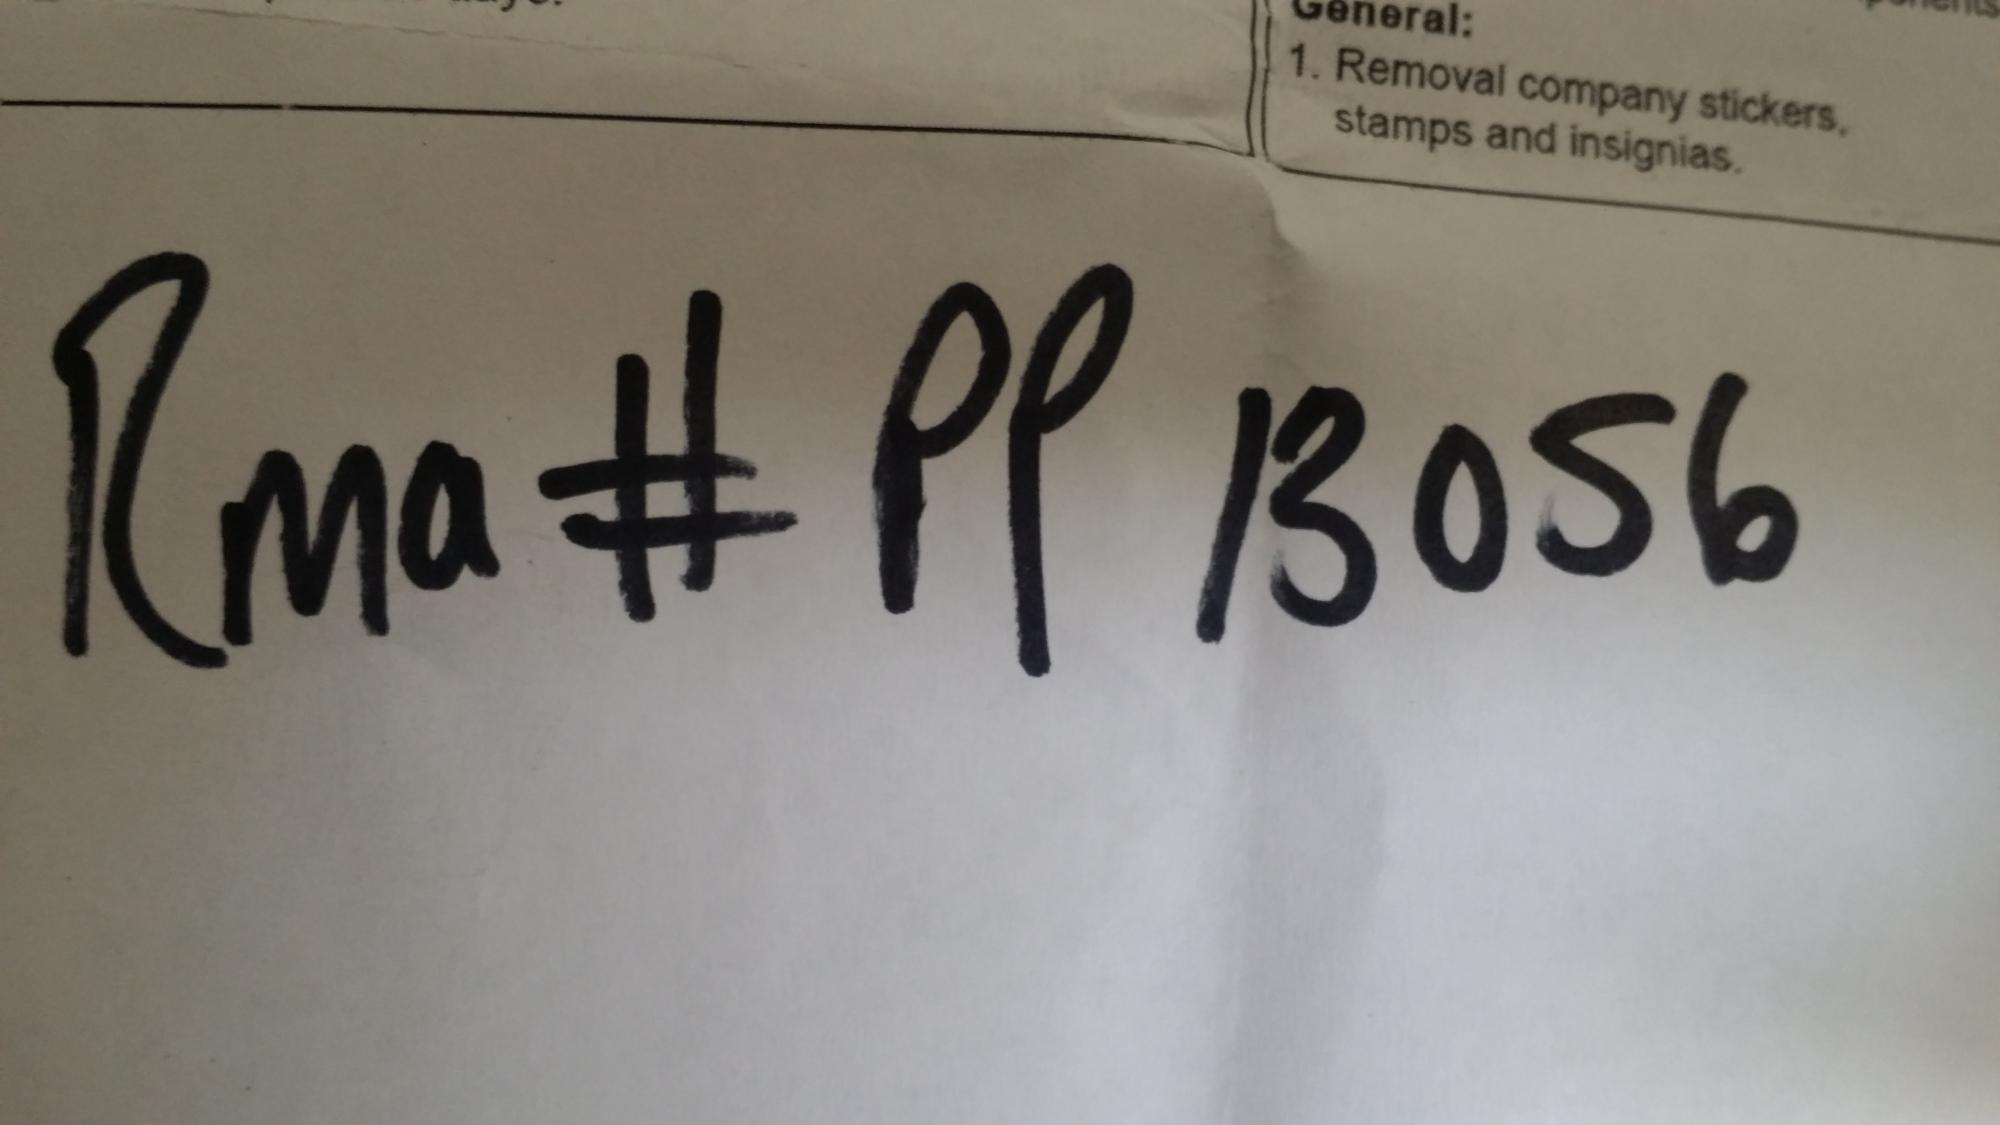 General:
1. Removal company stickers,
stamps and insignias.
Rma # PP 13056